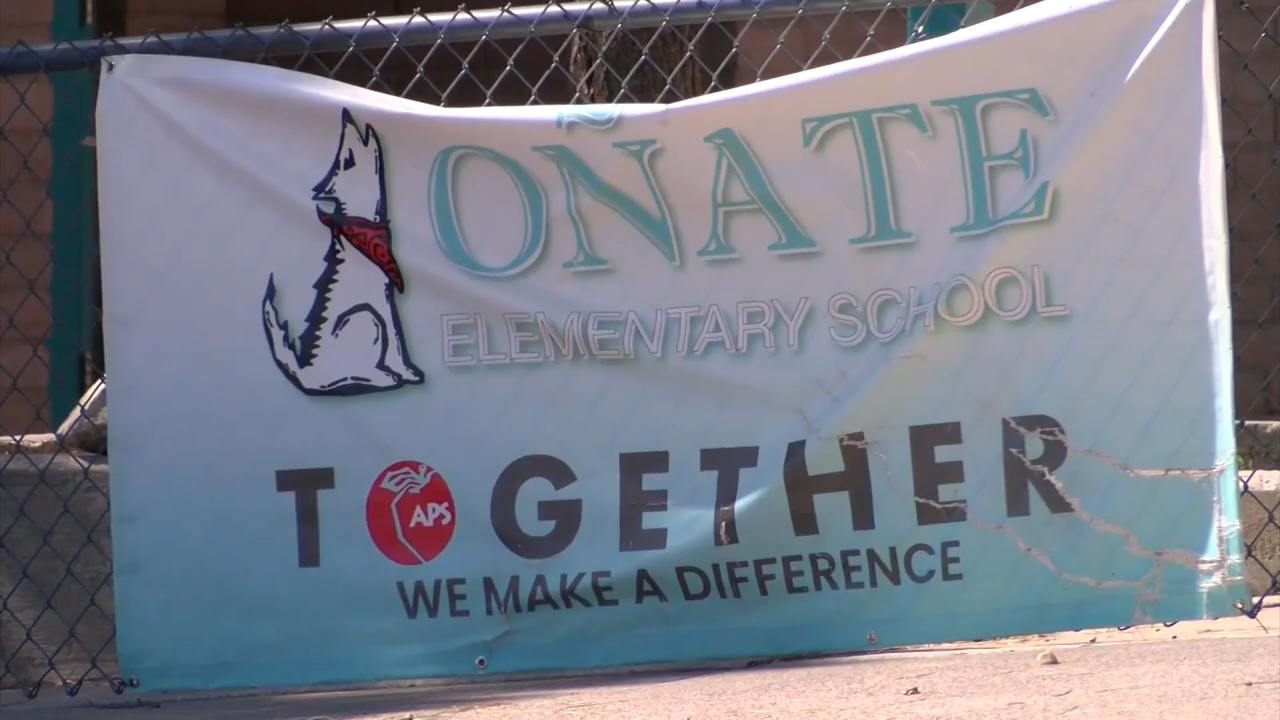 OÑATE
ELEMENTARY SCHOOL
TOGETHER
APS
WE MAKE A DIFFERENCE